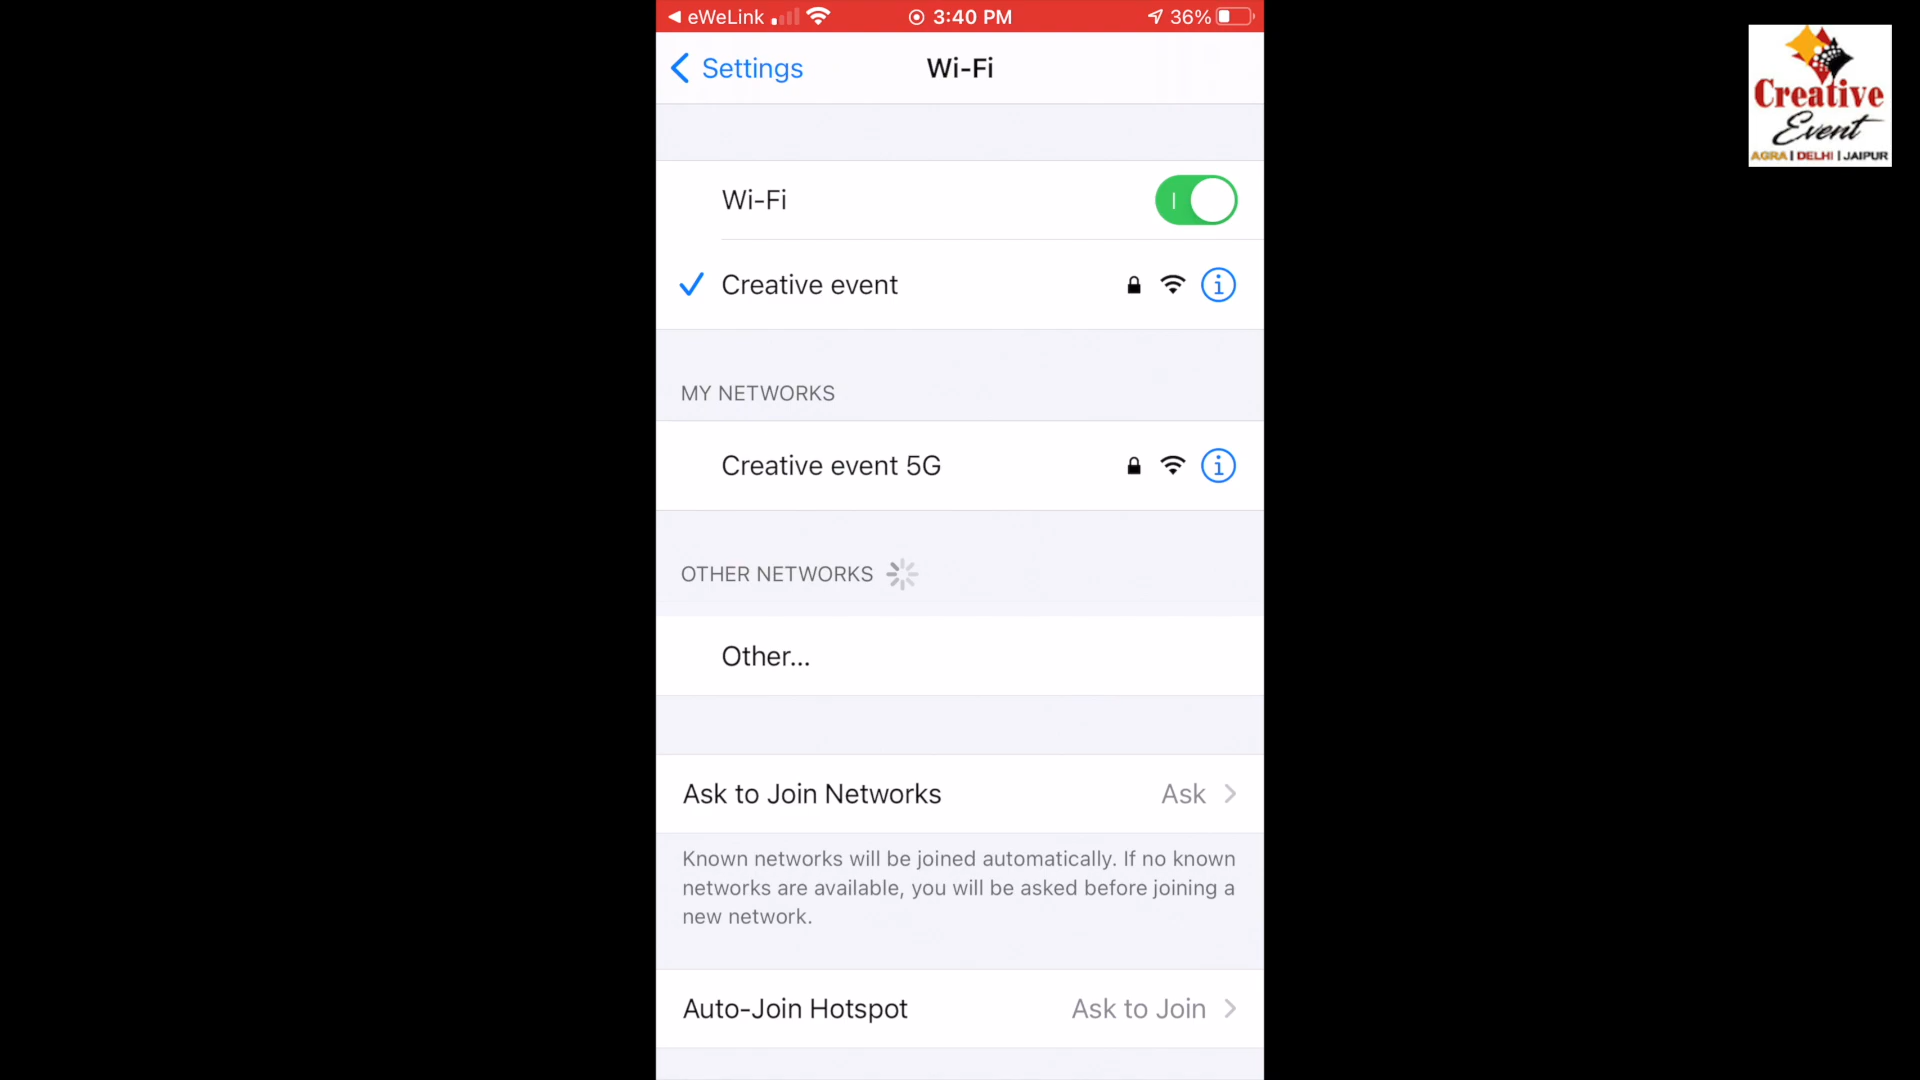 eWeLink 3:40 PM 36%
Settings Wi-Fi
Wi-Fi
Creative event
MY NETWORKS
Creative event 5G
OTHER NETWORKS
Other...
Ask to Join Networks Ask
Known networks will be joined automatically. If no known
networks are available, you will be asked before joining a
new network.
Auto-Join Hotspot Ask to Join
Creative
Event
AGRA | DELHI | JAIPUR